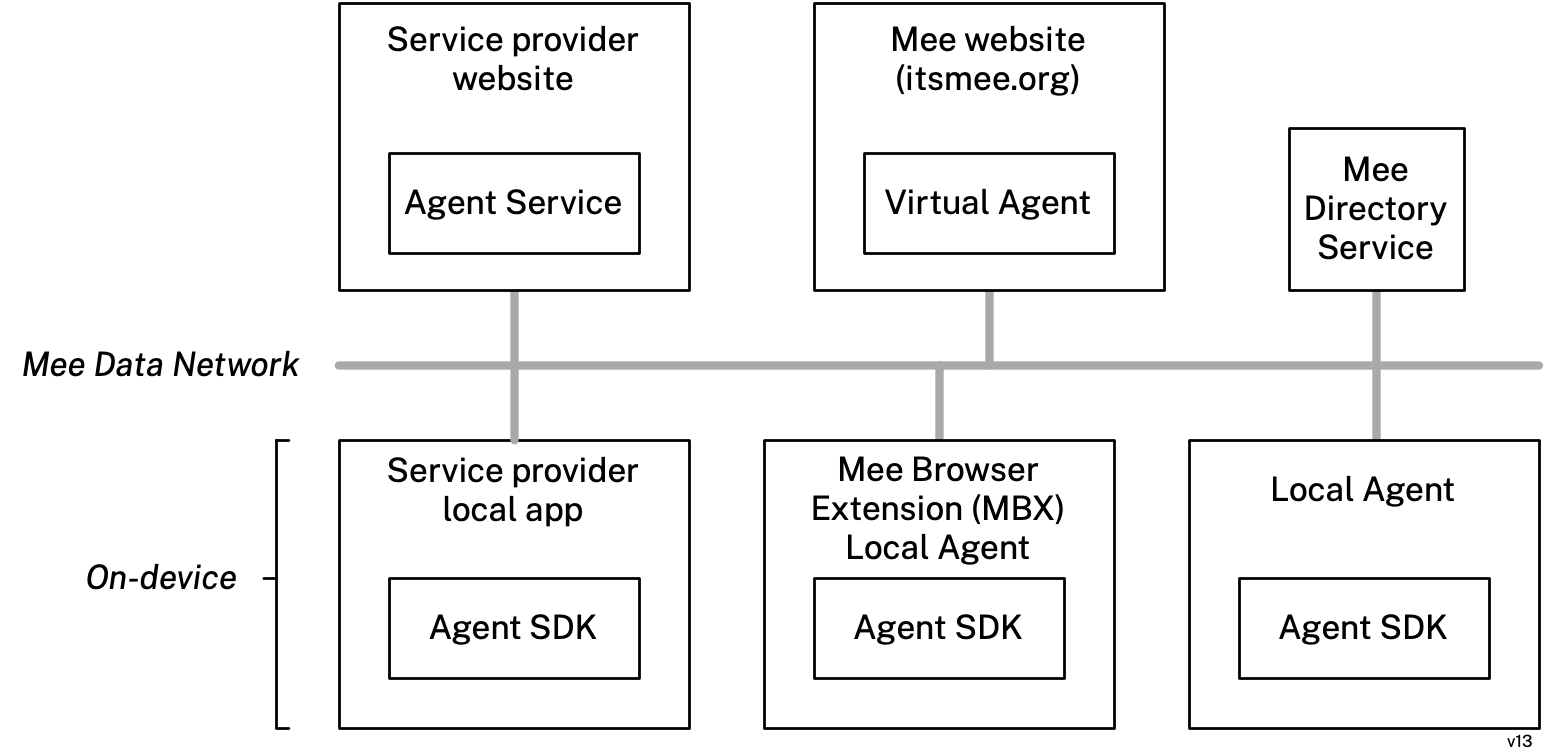 Service provider
website
Agent Service
Mee website
(itsmee.org)
Virtual Agent
Mee
Directory
Service
Mee Data Network
On-device
Service provider
local app
Agent SDK
Mee Browser
Extension (MBX)
Local Agent
Agent SDK
Local Agent
Agent SDK
v13